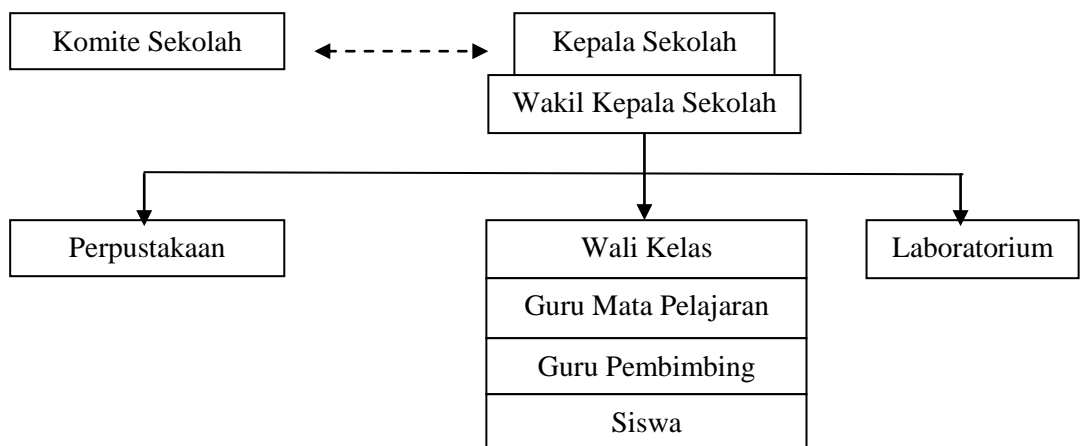 Komite Sekolah
Kepala Sekolah
Wakil Kepala Sekolah
Perpustakaan
Wali Kelas
Laboratorium
Guru Mata Pelajaran
Guru Pembimbing
Siswa